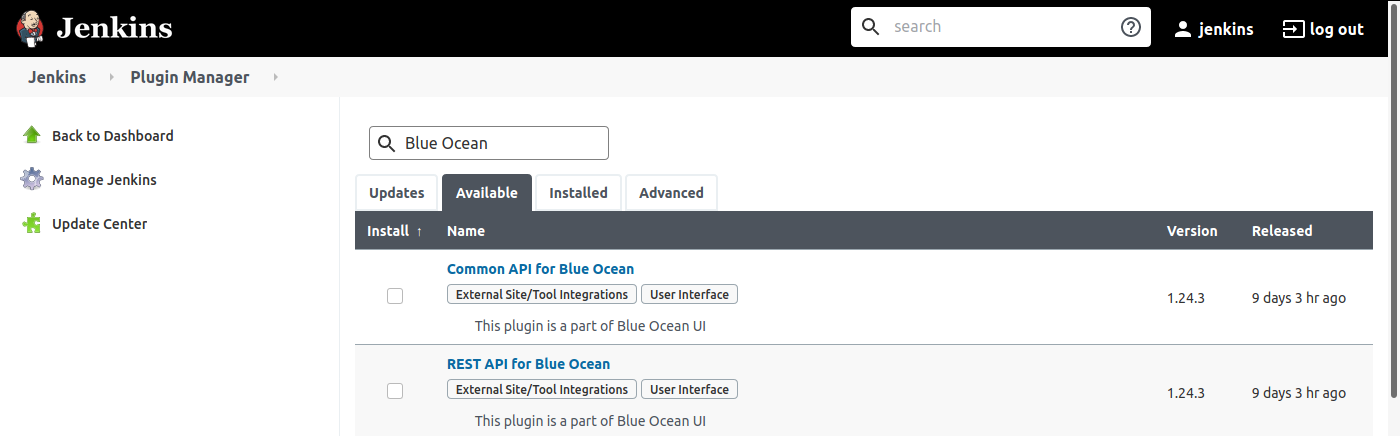 Jenkins
search
jenkins
log out
Jenkins
Plugin Manager
Back to Dashboard
Manage Jenkins
Update Center
Blue Ocean
Updates Available Installed Advanced
Install ↑ Name Version Released
Common API for Blue Ocean
External Site/Tool Integrations User Interface
1.24.3 9 days 3 hr ago
This plugin is a part of Blue Ocean UI
REST API for Blue Ocean
External Site/Tool Integrations User Interface
1.24.3 9 days 3 hr ago
This plugin is a part of Blue Ocean UI